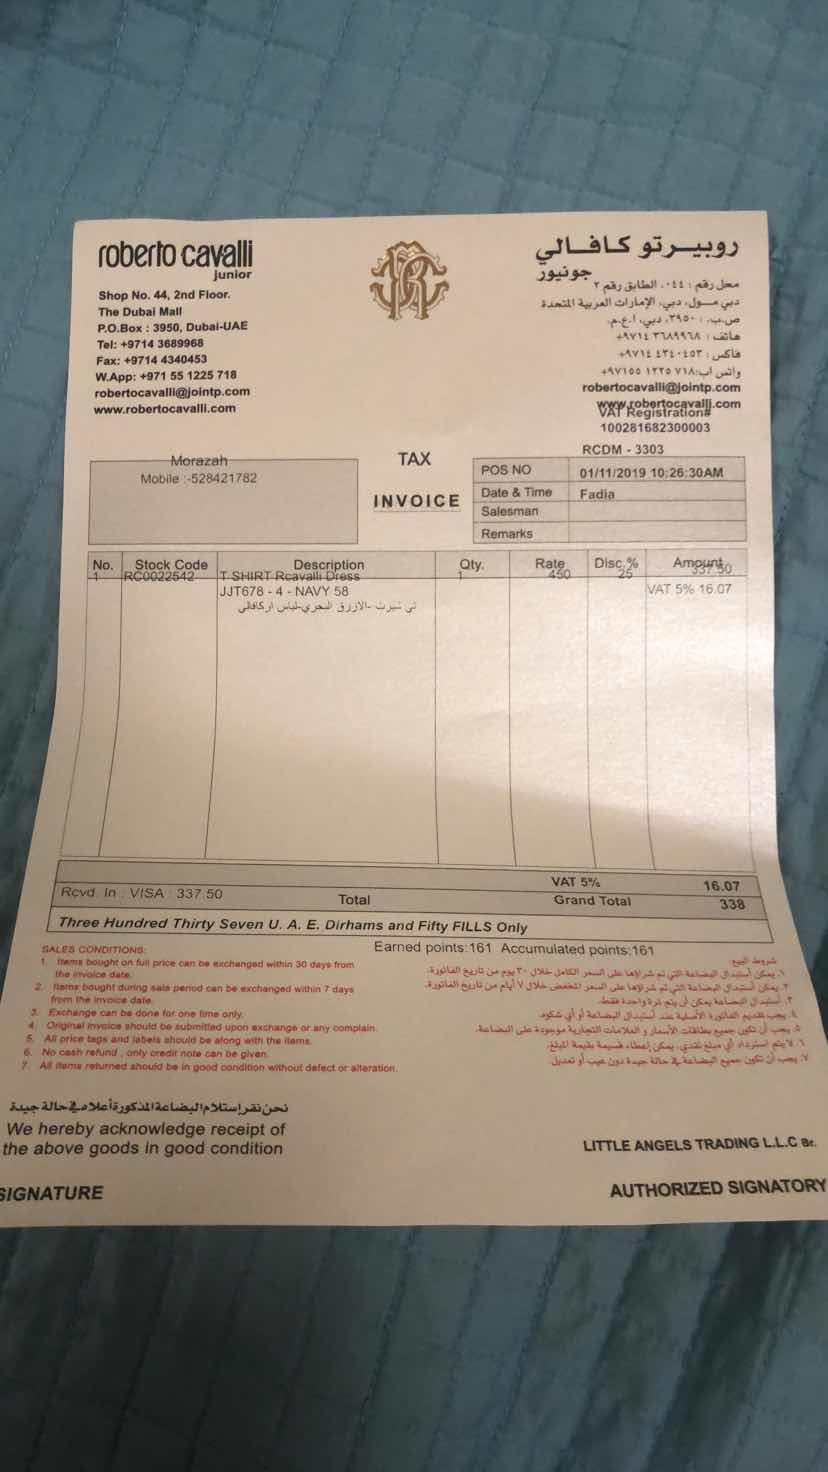 roberto cavalli
junior
Shop No. 44, 2nd Floor.
The Dubai Mall
P.O.Box : 3950, Dubai-UAE
Tel: +9714 3689968
Fax: +9714 4340453
W.App: +971 55 1225 718
robertocavalli@jointp.com
www.robertocavalli.com
روبيرتو كافالي
جونيور
محل رقم : ٠٤٤، الطابق رقم ٢
دبي مول، دبي، الإمارات العربية المتحدة
ص.ب. : ٣٩٥٠، دبي، ا.ع.م.
هاتف : ٣٦٨٩٩٦٨ ٩٧١٤+
فاكس : ٤٣٤٠٤٥٣ ٩٧١٤+
واتس اب: ٧١٨ ١٢٢٥ ٩٧١٥٥+
robertocavalli@jointp.com
www.robertocavalli.com
VAT Registration#
100281682300003
RCDM - 3303
Morazah
Mobile :-528421782
TAX
INVOICE
POS NO
01/11/2019 10:26:30AM
Date & Time Fadia
Salesman
Remarks
No. Stock Code Description Qty. Rate Disc.% Amount
1 RC0022542 T SHIRT Rcavalli Dress 1 450 25 337.50
JJT678 - 4 - NAVY 58 VAT 5% 16.07
تي شيرت -الازرق البحري-لباس اركافالي
VAT 5% 16.07
Rcvd. In : VISA : 337.50 Total Grand Total 338
Three Hundred Thirty Seven U. A. E. Dirhams and Fifty FILLS Only
Earned points:161 Accumulated points:161
SALES CONDITIONS:
1. Items bought on full price can be exchanged within 30 days from
the invoice date.
2. Items bought during sale period can be exchanged within 7 days
from the invoice date.
3. Exchange can be done for one time only.
4. Original invoice should be submitted upon exchange or any complain.
5. All price tags and labels should be along with the items.
6. No cash refund , only credit note can be given.
7. All items returned should be in good condition without defect or alteration.
شروط البيع:
١. يمكن أستبدال البضاعة التي تم شراؤها على السعر الكامل خلال ٣٠ يوم من تاريخ الفاتورة.
٢. يمكن أستبدال البضاعة التي تم شراؤها على السعر المخفض خلال ٧ أيام من تاريخ الفاتورة.
٣. أستبدال البضاعة يمكن أن يتم مرة واحدة فقط.
٤. يجب تقديم الفاتورة الأصلية عند أستبدال البضاعة أو أي شكوه.
٥. يجب أن تكون جميع بطاقات الأسمار و العلامات التجارية موجودة على البضاعة.
٦. لايتم استرداد أي مبلغ نقدي، يمكن إعطاء قسيمة بقيمة المبلغ.
٧. يجب أن تكون جميع البضاعة في حالة جيدة دون عيب أو تعديل.
نحن نقر إستلام البضاعة المذكورة أعلاه في حالة جيدة
We hereby acknowledge receipt of
the above goods in good condition
LITTLE ANGELS TRADING L.L.C Br.
SIGNATURE
AUTHORIZED SIGNATORY